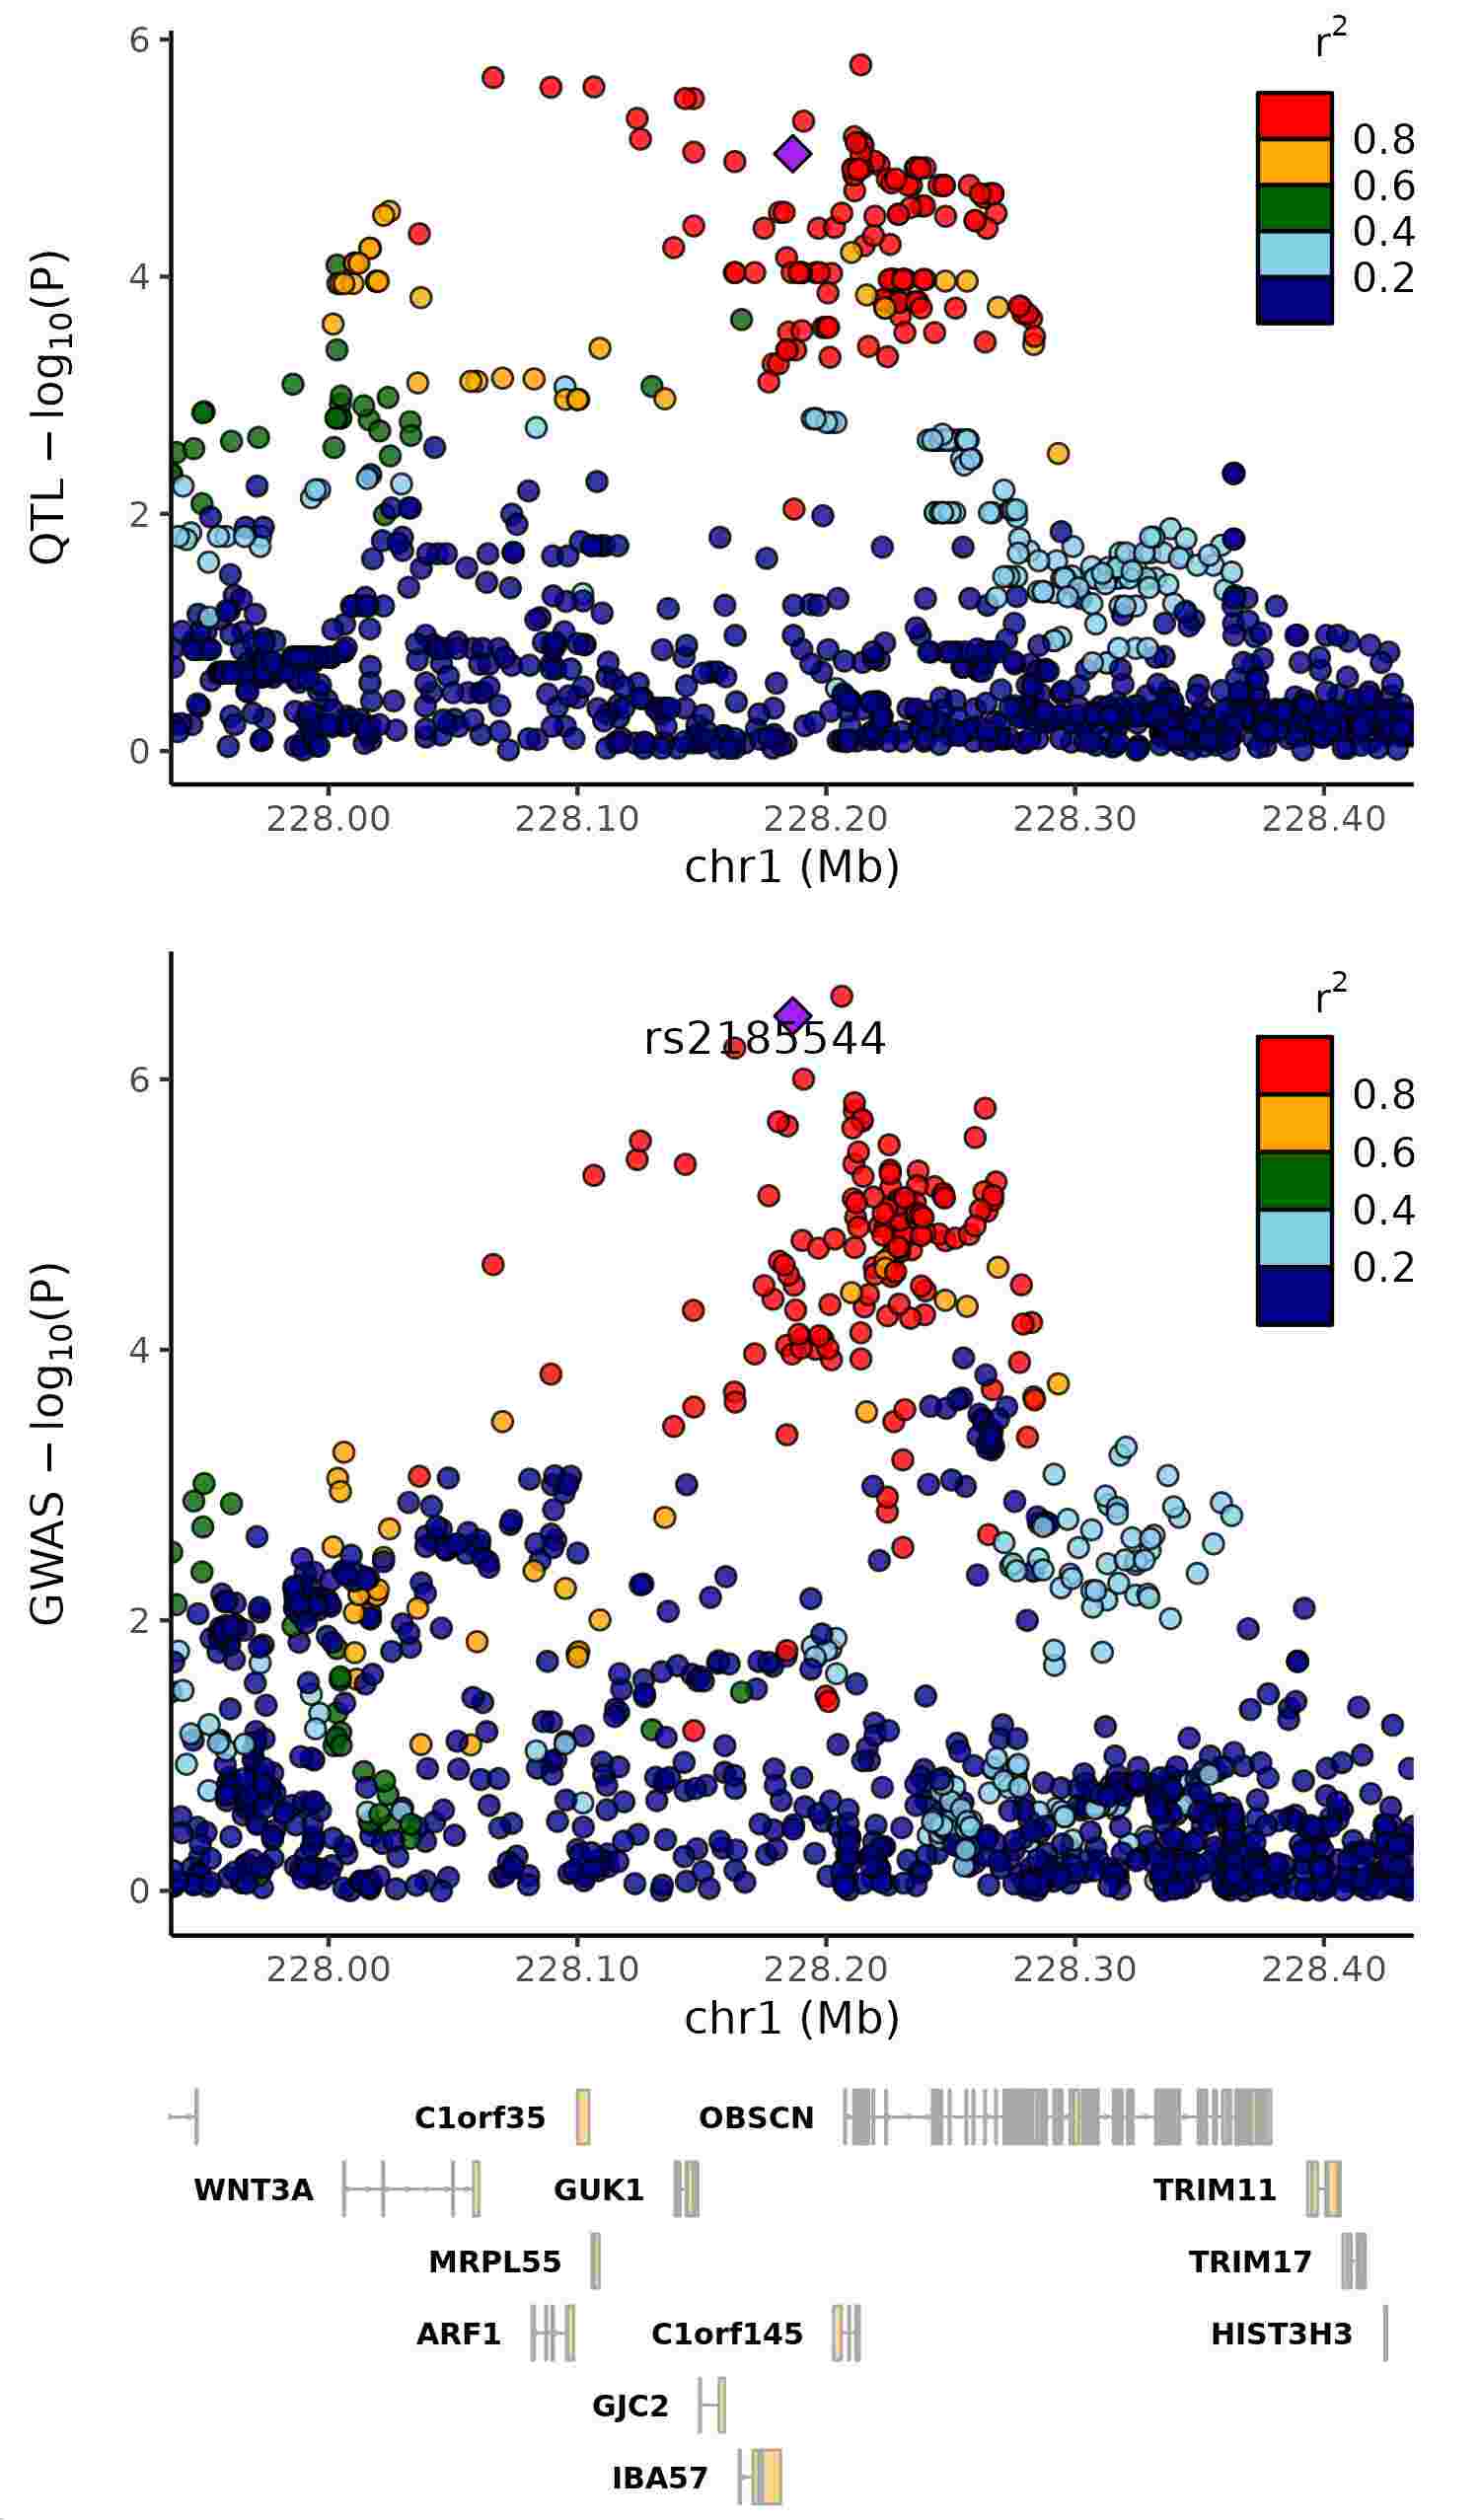 r2
6
4
2
0
0.8
0.6
0.4
0.2
QTL − log10(P)
228.00 228.10 228.20 228.30 228.40
chr1 (Mb)
r2
rs2185544
6
4
2
0
0.8
0.6
0.4
0.2
GWAS − log10(P)
228.00 228.10 228.20 228.30 228.40
chr1 (Mb)
C1orf35 OBSCN
WNT3A GUK1 TRIM11
MRPL55 TRIM17
ARF1 C1orf145 HIST3H3
GJC2
IBA57